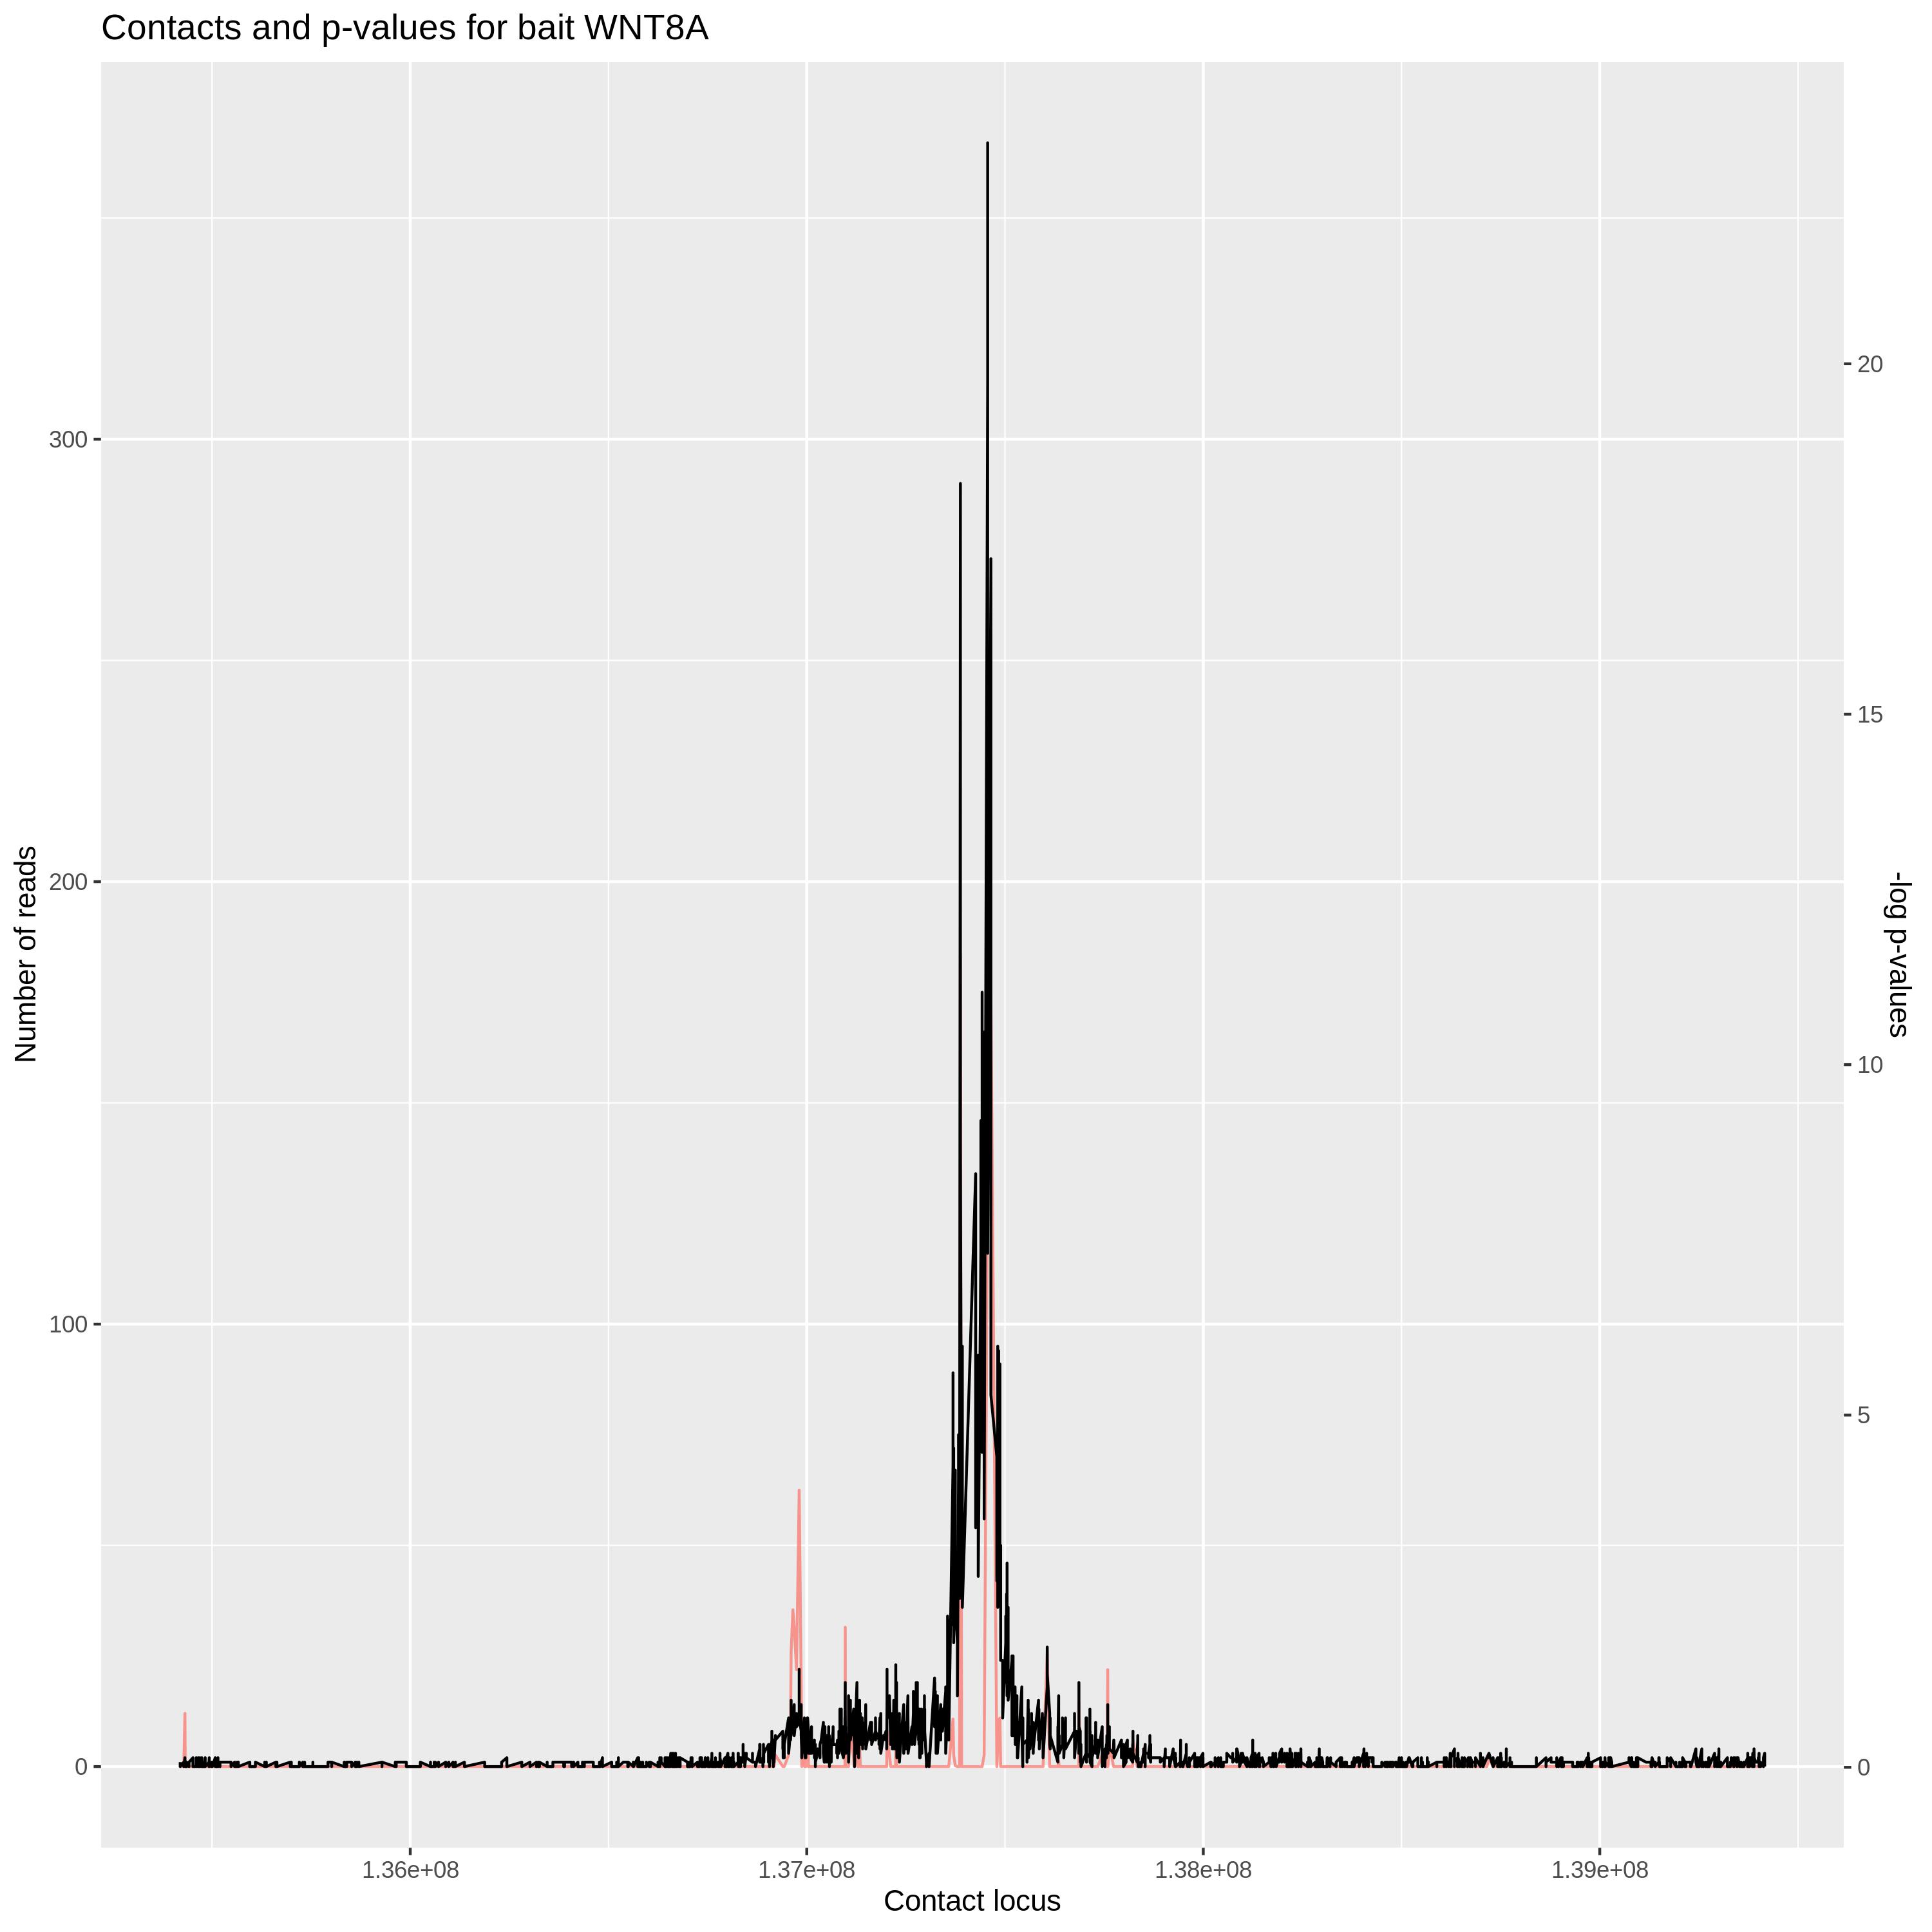 Contacts and p-values for bait WNT8A
300
200
100
0
Number of reads
20
15
10
5
0
-log p-values
1.36e+08
1.37e+08
1.38e+08
1.39e+08
Contact locus